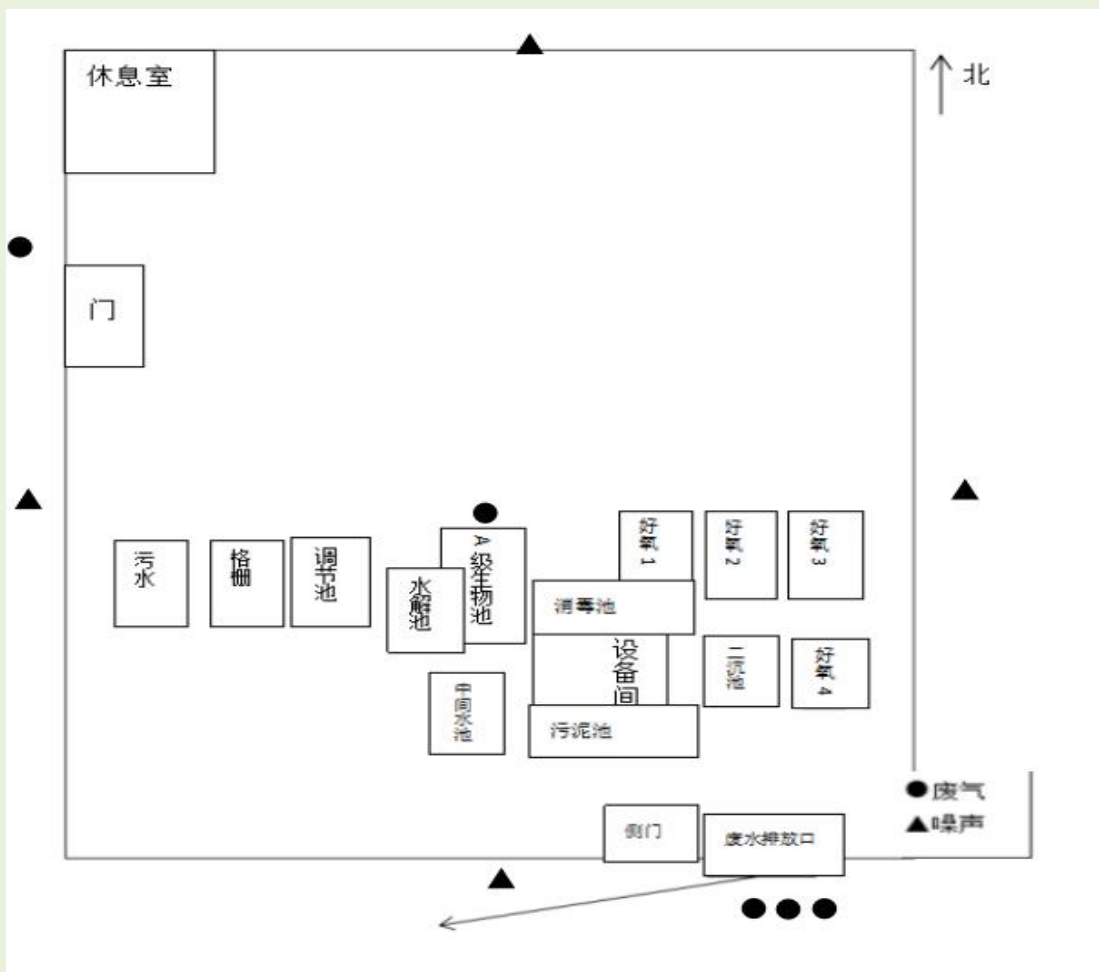 休息室
北
门
污水
格栅
调节池
水解池
A级生物池
好氧1
好氧2
好氧3
消毒池
设备间
二沉池
好氧4
中间水池
污泥池
●废气
▲噪声
侧门
废水排放口